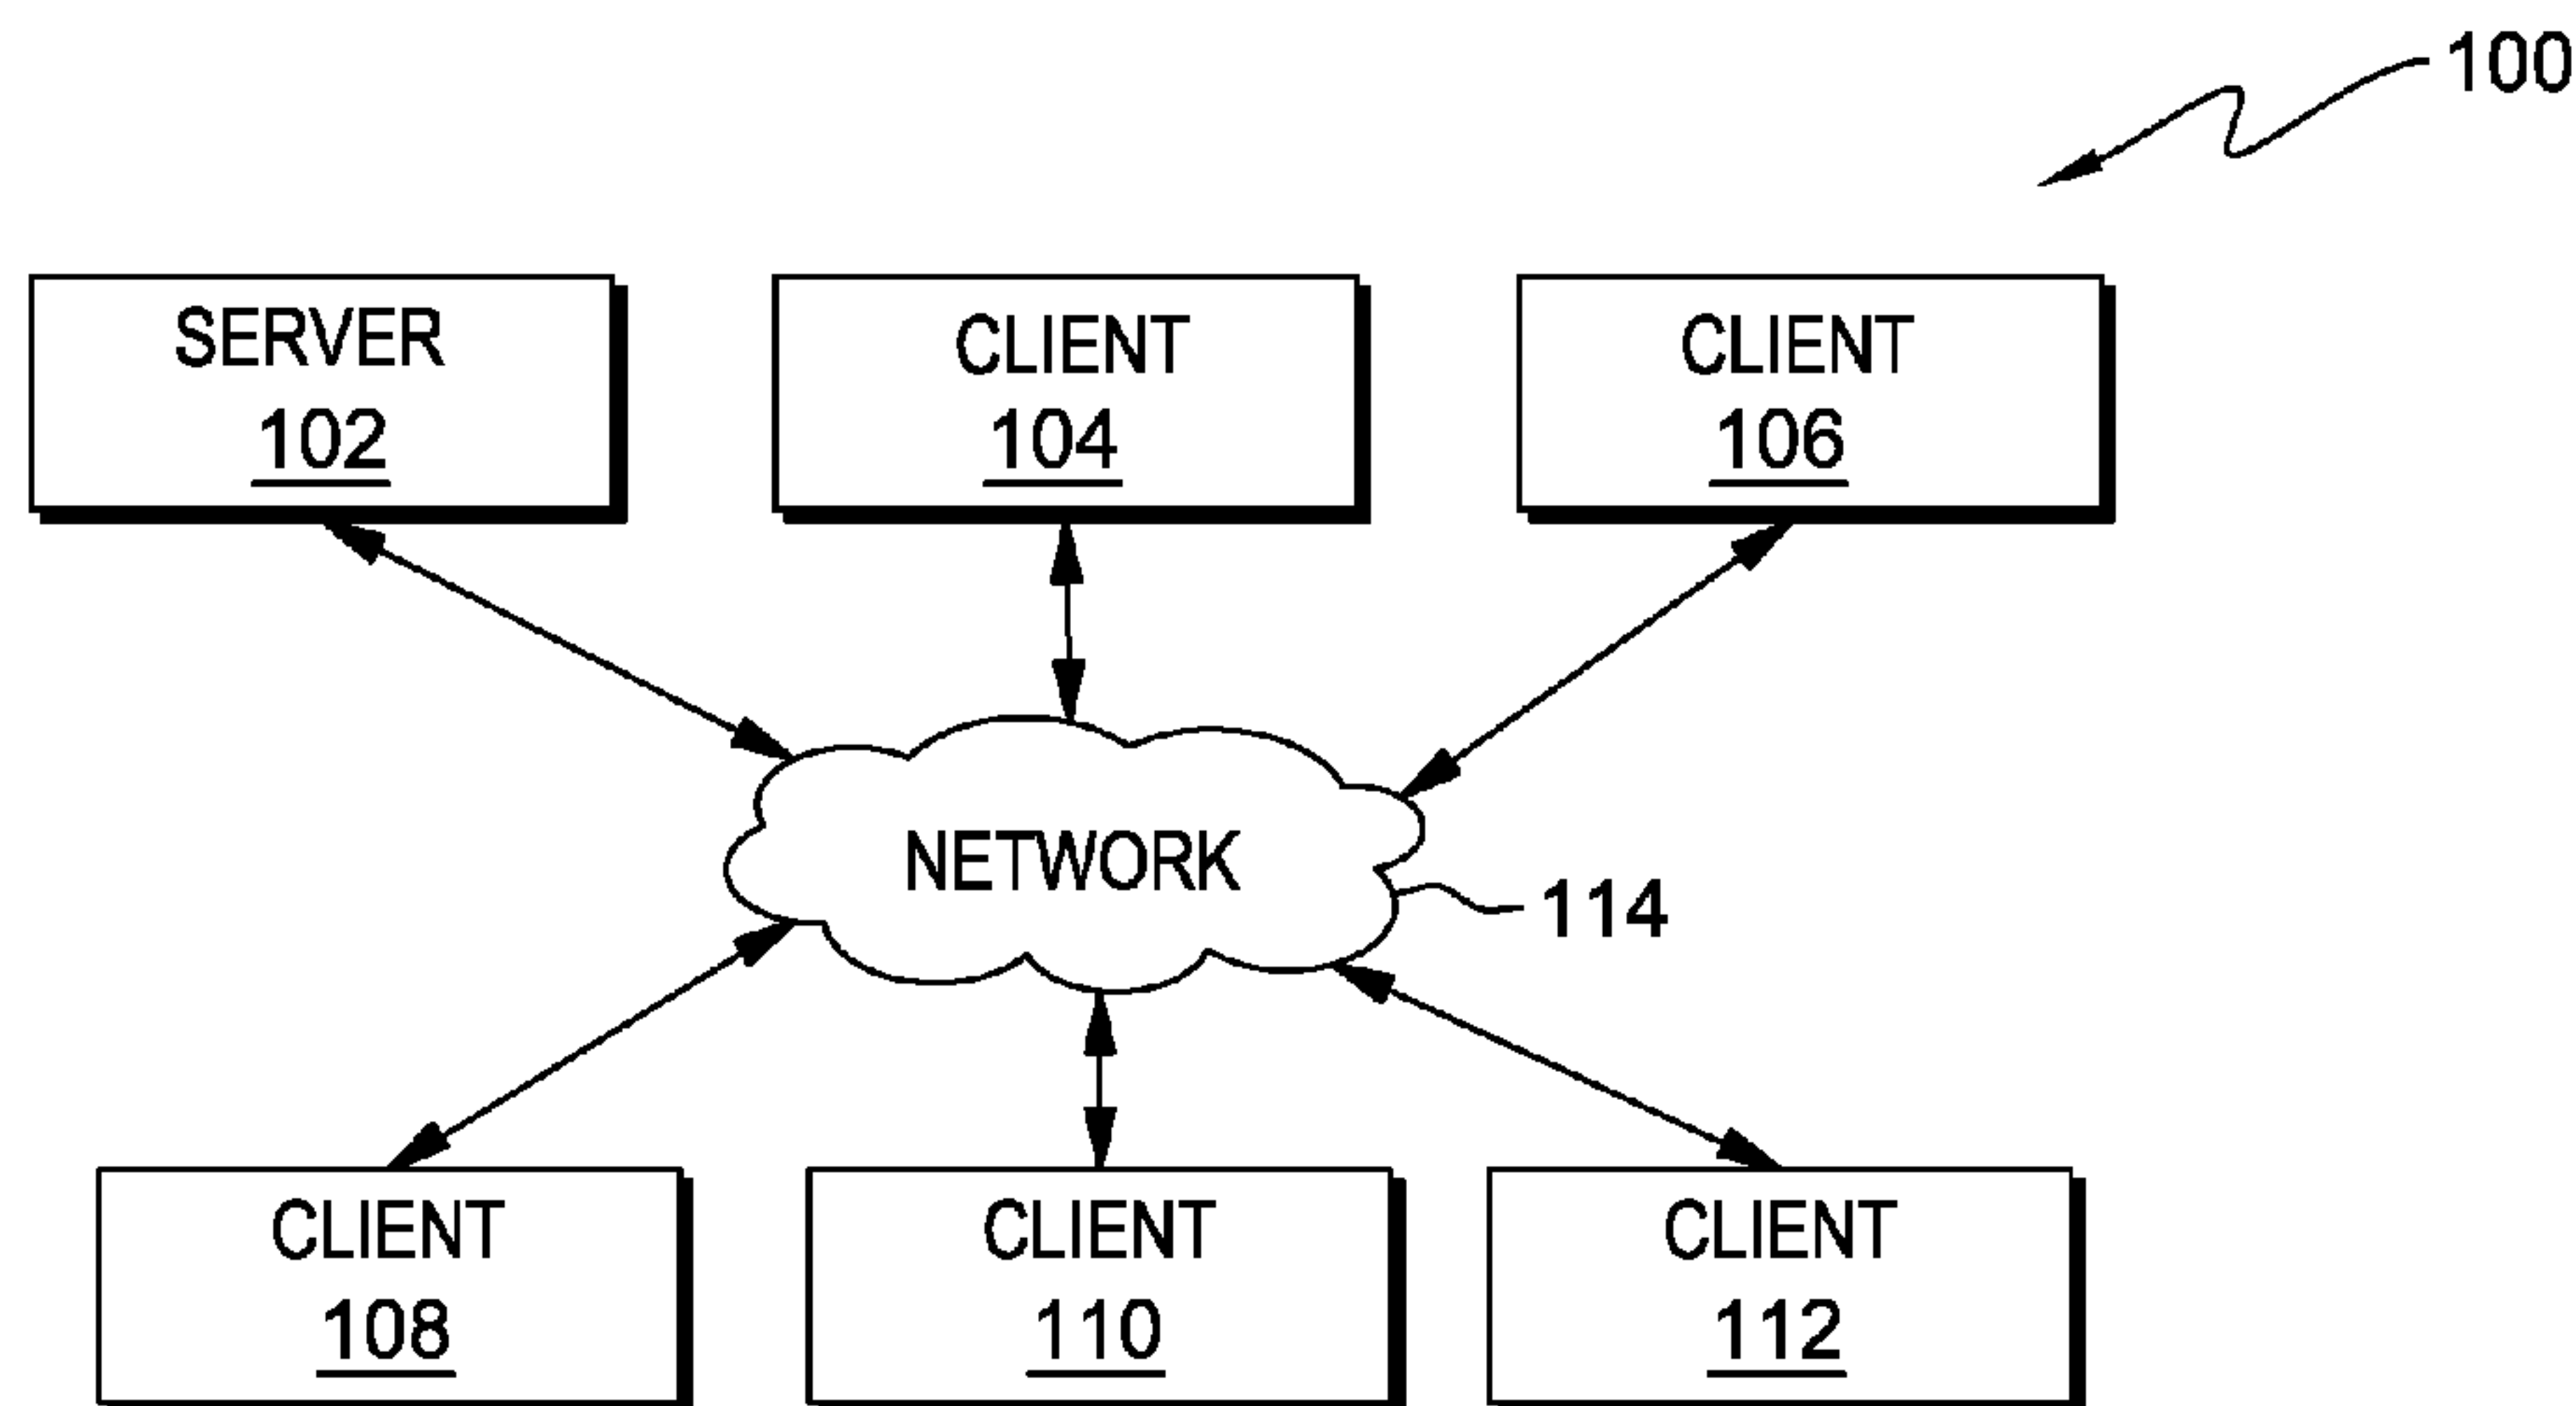 100
SERVER
102
CLIENT
104
CLIENT
106
NETWORK
114
CLIENT
108
CLIENT
110
CLIENT
112